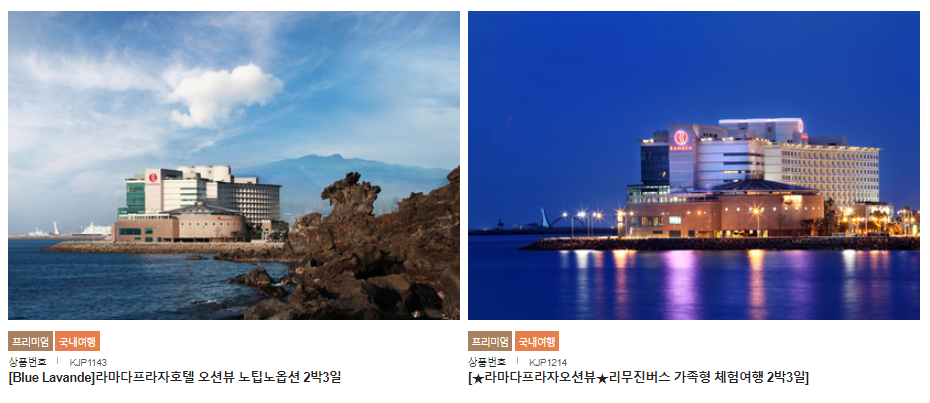 RAMADA
프리미엄 국내여행
상품번호 | KJP1143
[Blue Lavande]라마다프라자호텔 오션뷰 노팁노옵션 2박3일
프리미엄 국내여행
상품번호 | KJP1214
[★라마다프라자오션뷰★리무진버스 가족형 체험여행 2박3일]